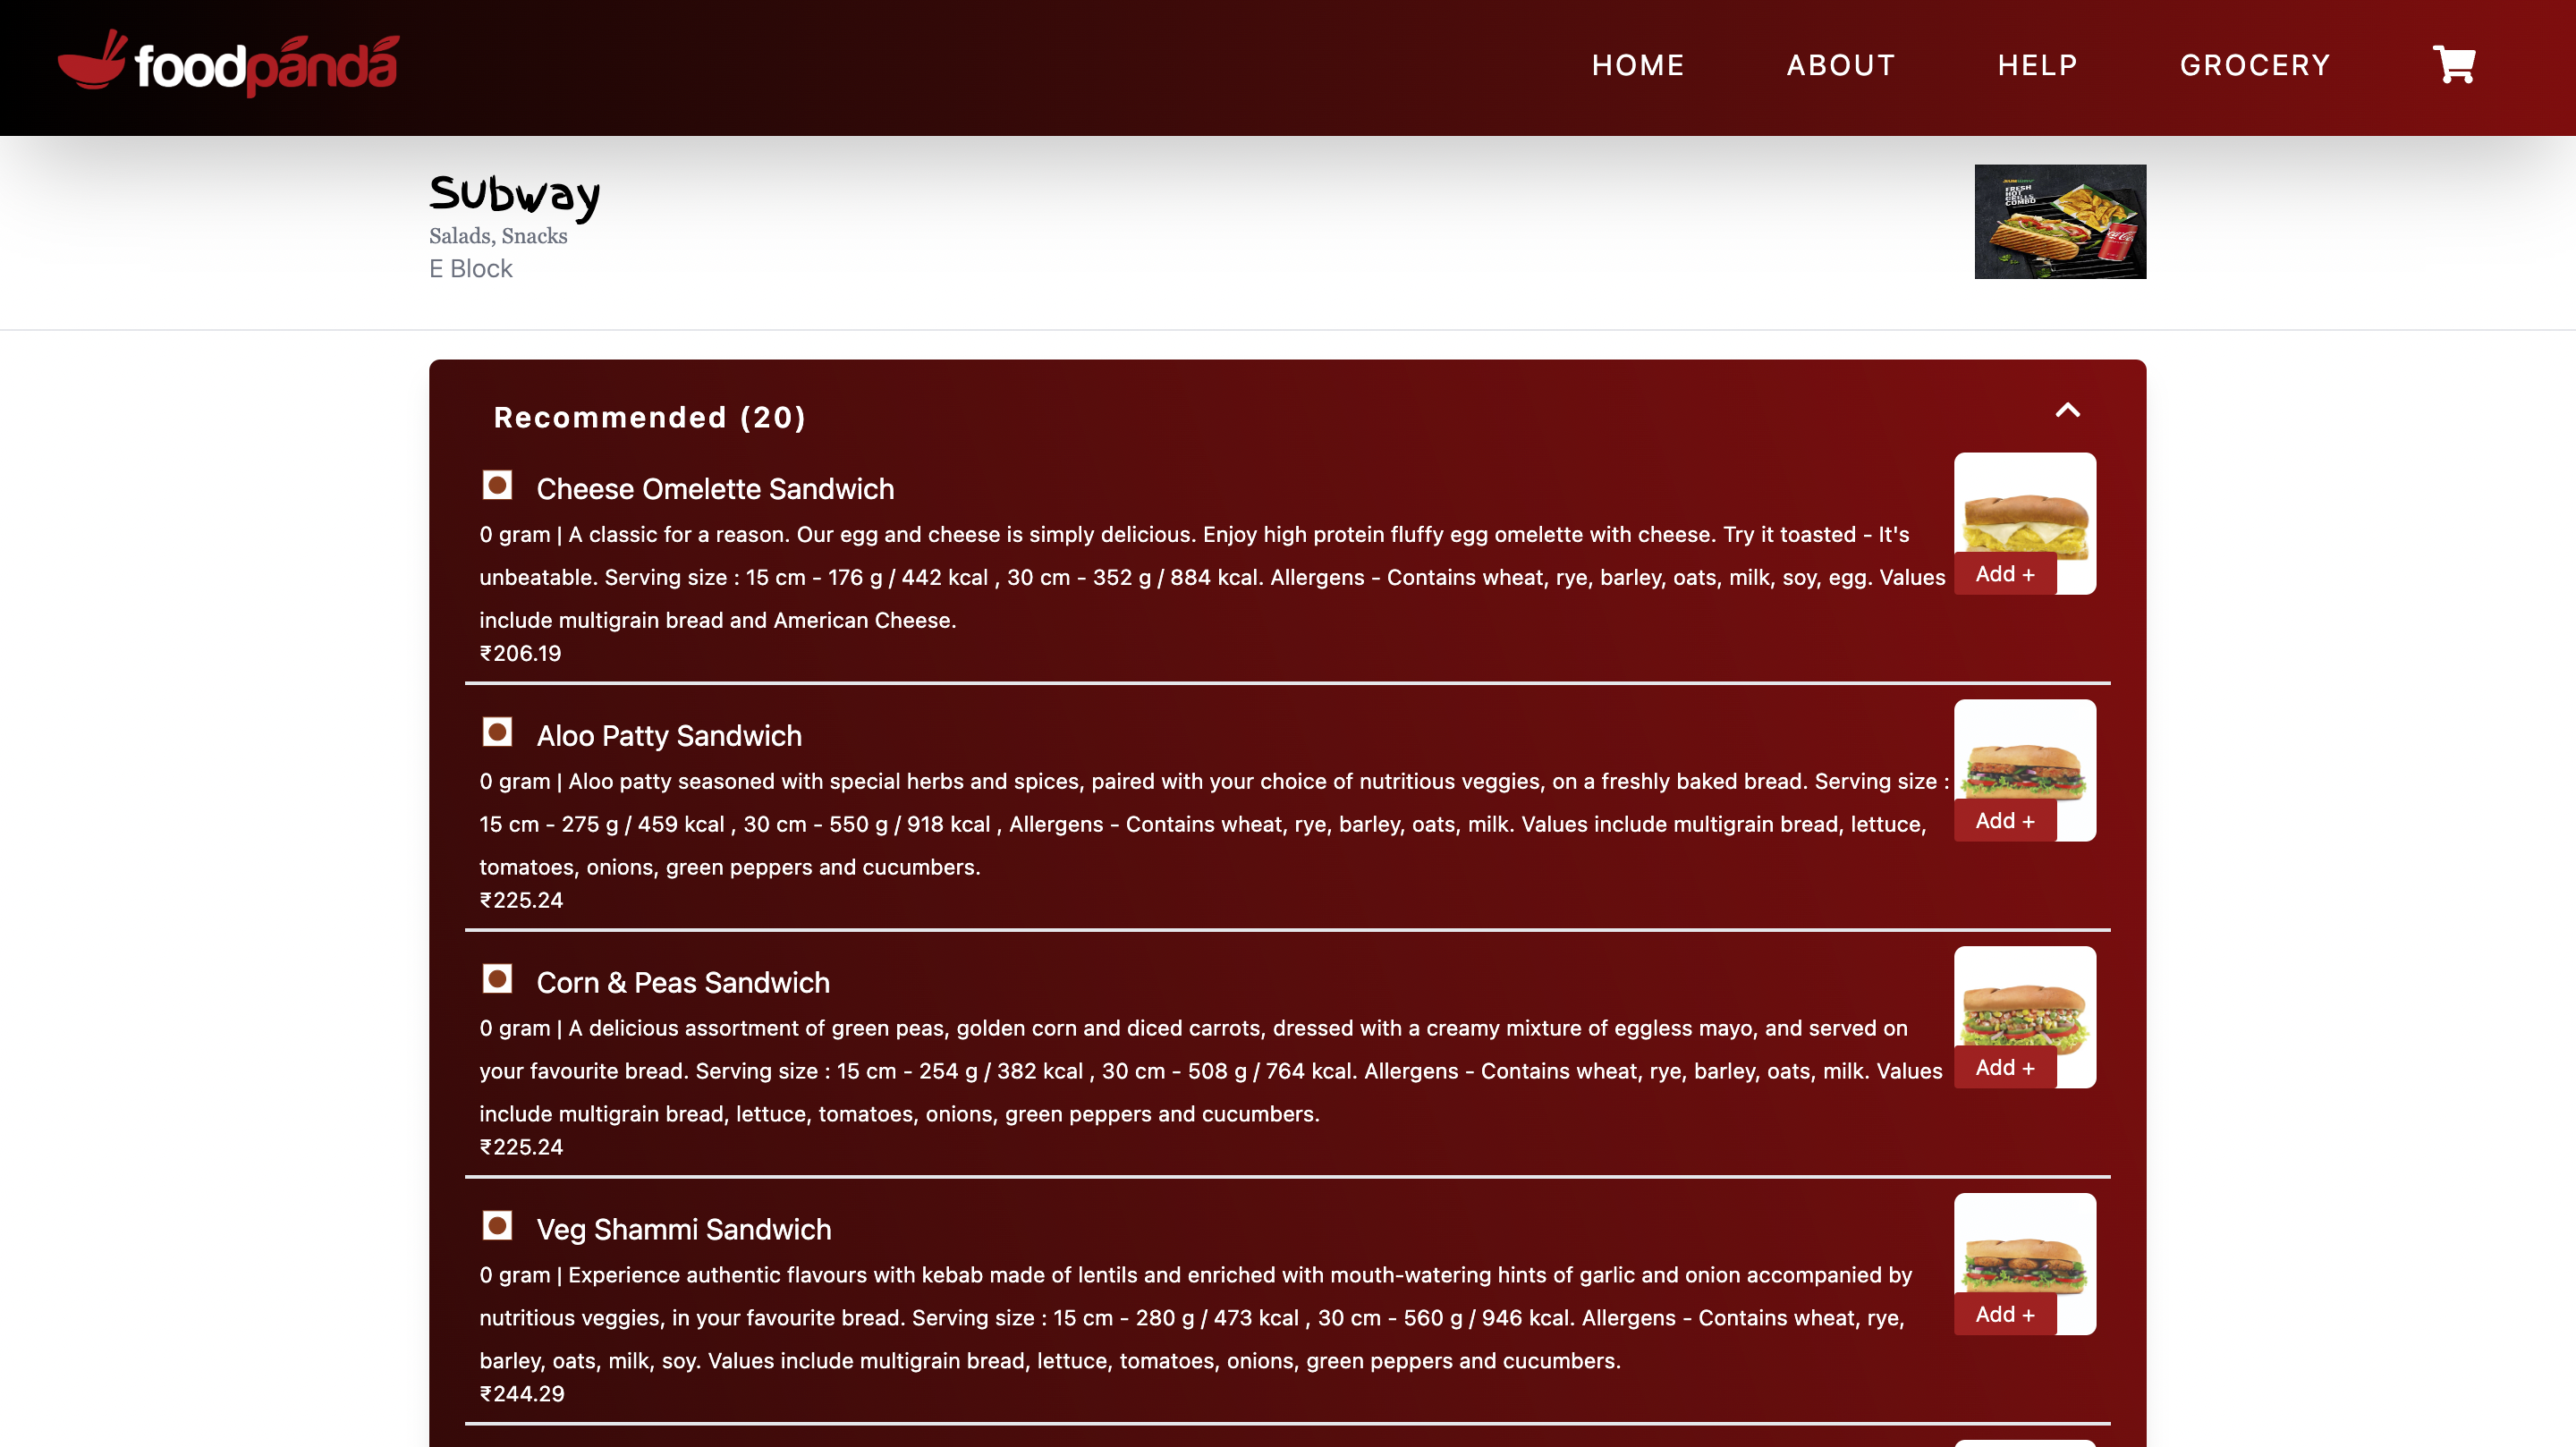 foodpanda
HOME ABOUT HELP GROCERY
Subway
Salads, Snacks
E Block
FRESH
HOT
GRILLS
COMBO
Recommended (20)
Cheese Omelette Sandwich
0 gram | A classic for a reason. Our egg and cheese is simply delicious. Enjoy high protein fluffy egg omelette with cheese. Try it toasted - It's
unbeatable. Serving size : 15 cm - 176 g / 442 kcal , 30 cm - 352 g / 884 kcal. Allergens - Contains wheat, rye, barley, oats, milk, soy, egg. Values
include multigrain bread and American Cheese.
₹206.19
Add +
Aloo Patty Sandwich
0 gram | Aloo patty seasoned with special herbs and spices, paired with your choice of nutritious veggies, on a freshly baked bread. Serving size :
15 cm - 275 g / 459 kcal , 30 cm - 550 g / 918 kcal , Allergens - Contains wheat, rye, barley, oats, milk. Values include multigrain bread, lettuce,
tomatoes, onions, green peppers and cucumbers.
₹225.24
Add +
Corn & Peas Sandwich
0 gram | A delicious assortment of green peas, golden corn and diced carrots, dressed with a creamy mixture of eggless mayo, and served on
your favourite bread. Serving size : 15 cm - 254 g / 382 kcal , 30 cm - 508 g / 764 kcal. Allergens - Contains wheat, rye, barley, oats, milk. Values
include multigrain bread, lettuce, tomatoes, onions, green peppers and cucumbers.
₹225.24
Add +
Veg Shammi Sandwich
0 gram | Experience authentic flavours with kebab made of lentils and enriched with mouth-watering hints of garlic and onion accompanied by
nutritious veggies, in your favourite bread. Serving size : 15 cm - 280 g / 473 kcal , 30 cm - 560 g / 946 kcal. Allergens - Contains wheat, rye,
barley, oats, milk, soy. Values include multigrain bread, lettuce, tomatoes, onions, green peppers and cucumbers.
₹244.29
Add +